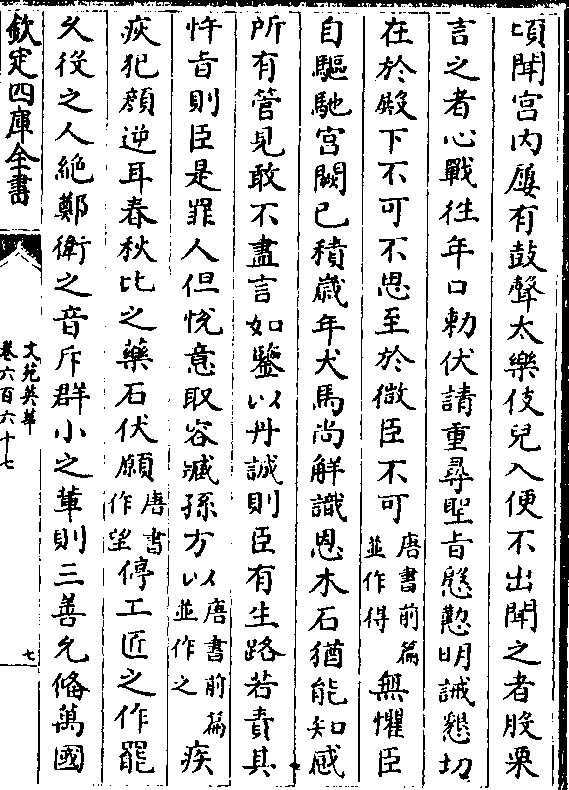 頃聞宫内屢有鼓聲太樂伎兒入便不出聞之者股栗
言之者心戰徃年口勅伏請重尋聖㫖慇懃明誡懇切
在於殿下不可不思至於㣲臣不可唐書前篇並作得無懼臣
自驅馳宫闕已積嵗年犬馬尚解識恩木石猶能知感
所有管見敢不盡言如鑒以丹誠則臣有生路若責其
忤㫖則臣是罪人但悅意取容臧孫方以唐書前篇並作之疾
疢犯顔逆耳春秋比之藥石伏願唐書作望停工匠之作罷
久役之人絶鄭衛之音斥群小之輩則三善允備萬國
欽定四庫全書
文苑英華
卷六百六十七
七